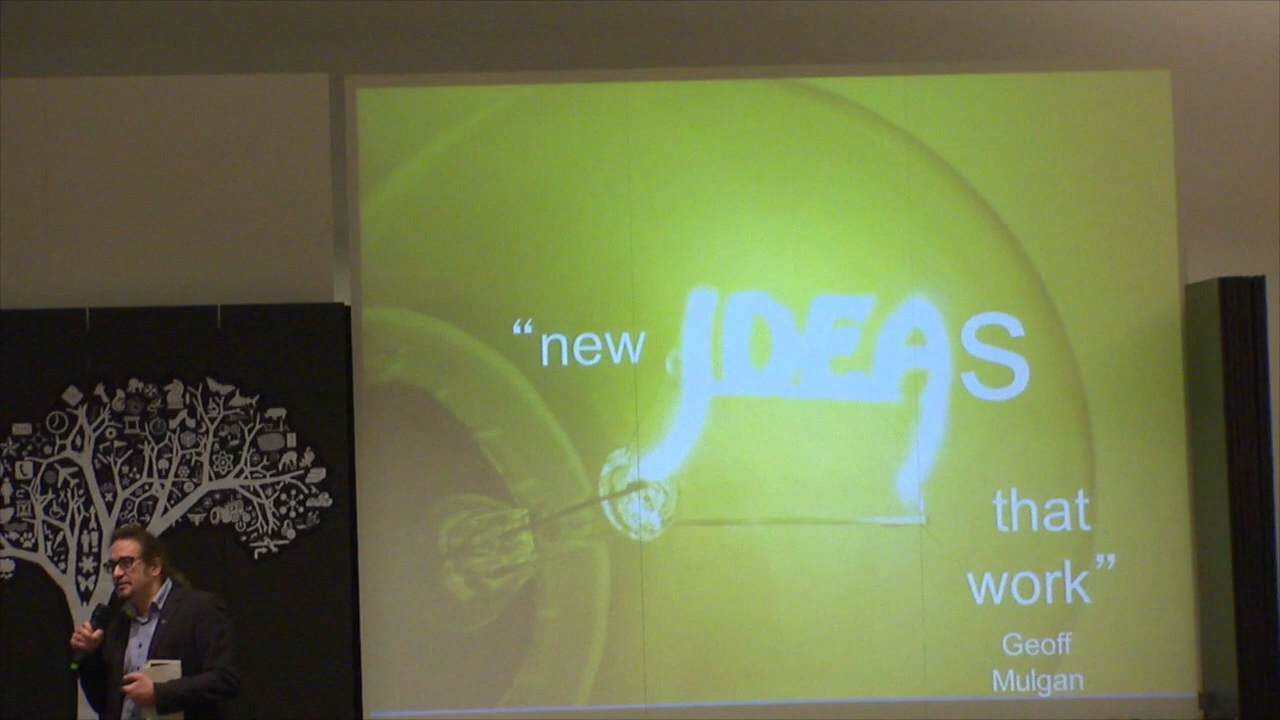 “new IDEAS
that
work”
Geoff
Mulgan